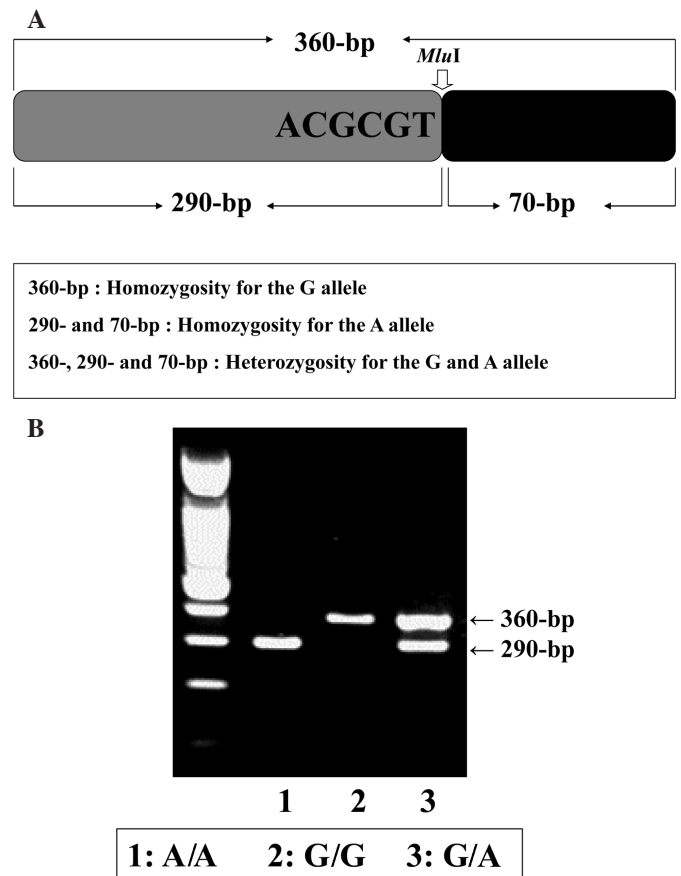 A
360-bp
MluI
ACGCGT
290-bp
70-bp
360-bp : Homozygosity for the G allele
290- and 70-bp : Homozygosity for the A allele
360-, 290- and 70-bp : Heterozygosity for the G and A allele
B
← 360-bp
← 290-bp
1 2 3
1: A/A 2: G/G 3: G/A